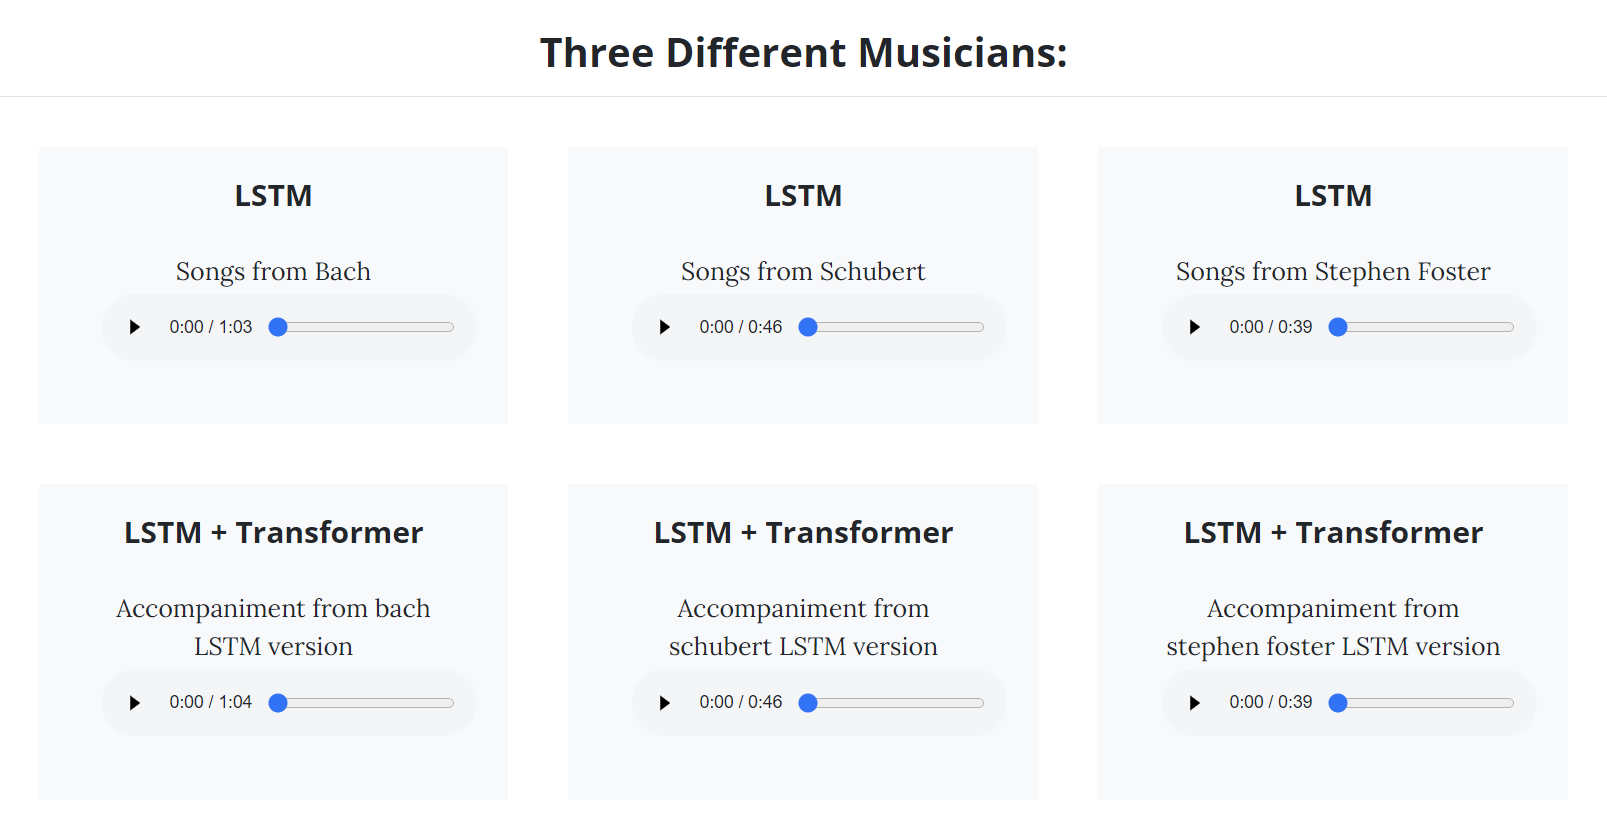 Three Different Musicians:
LSTM
Songs from Bach
0:00 / 1:03
LSTM
Songs from Schubert
0:00 / 0:46
LSTM
Songs from Stephen Foster
0:00 / 0:39
LSTM + Transformer
Accompaniment from bach
LSTM version
0:00 / 1:04
LSTM + Transformer
Accompaniment from
schubert LSTM version
0:00 / 0:46
LSTM + Transformer
Accompaniment from
stephen foster LSTM version
0:00 / 0:39